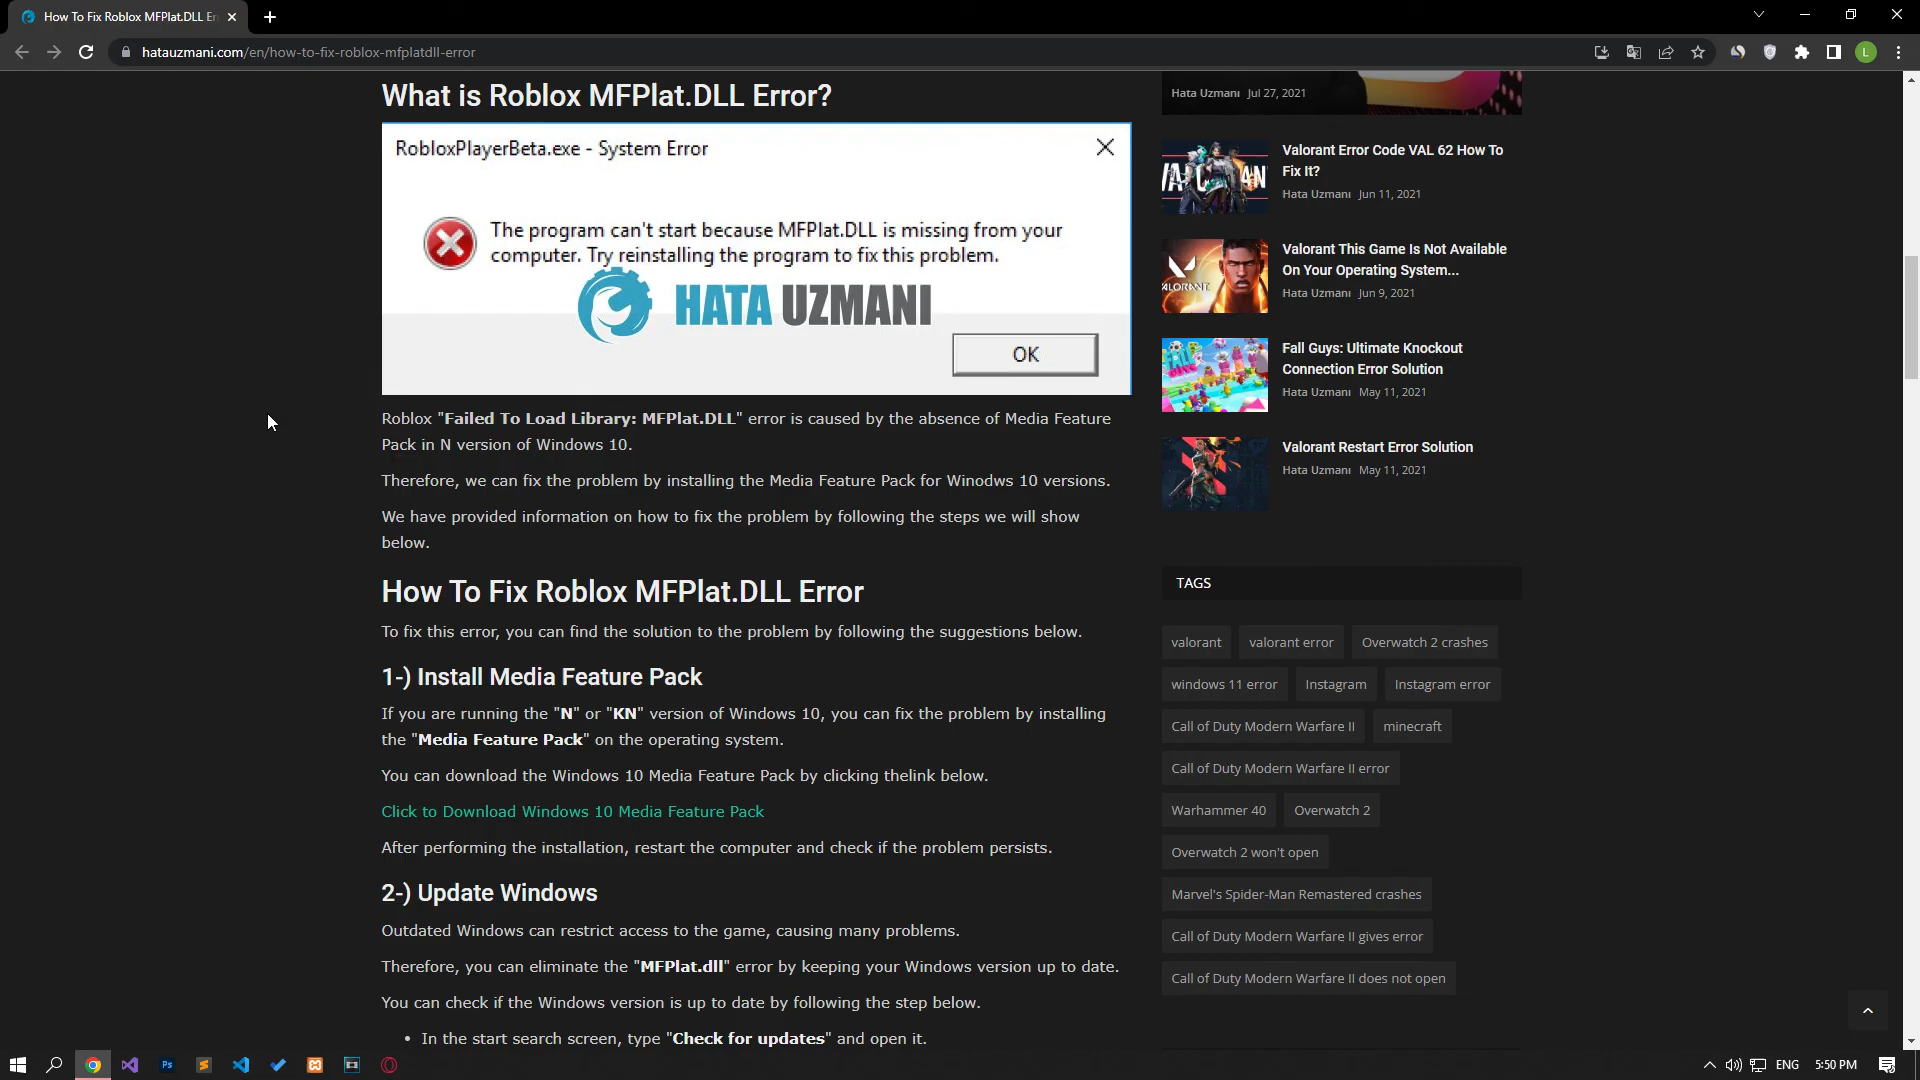 How To Fix Roblox MFPlat.DLL Er
hatauzmani.com/en/how-to-fix-roblox-mfplatdll-error
L
What is Roblox MFPlat.DLL Error?
RobloxPlayerBeta.exe - System Error
The program can't start because MFPlat.DLL is missing from your
computer. Try reinstalling the program to fix this problem.
HATA UZMANI
OK
Roblox "Failed To Load Library: MFPlat.DLL" error is caused by the absence of Media Feature
Pack in N version of Windows 10.
Therefore, we can fix the problem by installing the Media Feature Pack for Winodws 10 versions.
We have provided information on how to fix the problem by following the steps we will show
below.
How To Fix Roblox MFPlat.DLL Error
To fix this error, you can find the solution to the problem by following the suggestions below.
1-) Install Media Feature Pack
If you are running the "N" or "KN" version of Windows 10, you can fix the problem by installing
the "Media Feature Pack" on the operating system.
You can download the Windows 10 Media Feature Pack by clicking thelink below.
Click to Download Windows 10 Media Feature Pack
After performing the installation, restart the computer and check if the problem persists.
2-) Update Windows
Outdated Windows can restrict access to the game, causing many problems.
Therefore, you can eliminate the "MFPlat.dll" error by keeping your Windows version up to date.
You can check if the Windows version is up to date by following the step below.
• In the start search screen, type "Check for updates" and open it.
Hata Uzmanı Jul 27, 2021
Valorant Error Code VAL 62 How To
Fix It?
Hata Uzmanı Jun 11, 2021
Valorant This Game Is Not Available
On Your Operating System...
Hata Uzmanı Jun 9, 2021
VALORANT
Fall Guys: Ultimate Knockout
Connection Error Solution
Hata Uzmanı May 11, 2021
Valorant Restart Error Solution
Hata Uzmanı May 11, 2021
TAGS
valorant valorant error Overwatch 2 crashes
windows 11 error Instagram Instagram error
Call of Duty Modern Warfare II minecraft
Call of Duty Modern Warfare II error
Warhammer 40 Overwatch 2
Overwatch 2 won't open
Marvel's Spider-Man Remastered crashes
Call of Duty Modern Warfare II gives error
Call of Duty Modern Warfare II does not open
Ps
ENG 5:50 PM